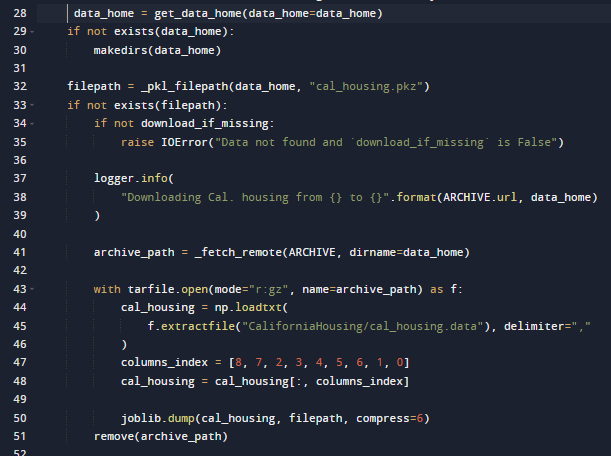 28 data_home = get_data_home(data_home=data_home)
29 if not exists(data_home):
30 makedirs(data_home)
31
32 filepath = _pkl_filepath(data_home, "cal_housing.pkz")
33 if not exists(filepath):
34 if not download_if_missing:
35 raise IOError("Data not found and `download_if_missing` is False")
36
37 logger.info(
38 "Downloading Cal. housing from {} to {}".format(ARCHIVE.url, data_home)
39 )
40
41 archive_path = _fetch_remote(ARCHIVE, dirname=data_home)
42
43 with tarfile.open(mode="r:gz", name=archive_path) as f:
44 cal_housing = np.loadtxt(
45 f.extractfile("CaliforniaHousing/cal_housing.data"), delimiter=","
46 )
47 columns_index = [8, 7, 2, 3, 4, 5, 6, 1, 0]
48 cal_housing = cal_housing[:, columns_index]
49
50 joblib.dump(cal_housing, filepath, compress=6)
51 remove(archive_path)
52